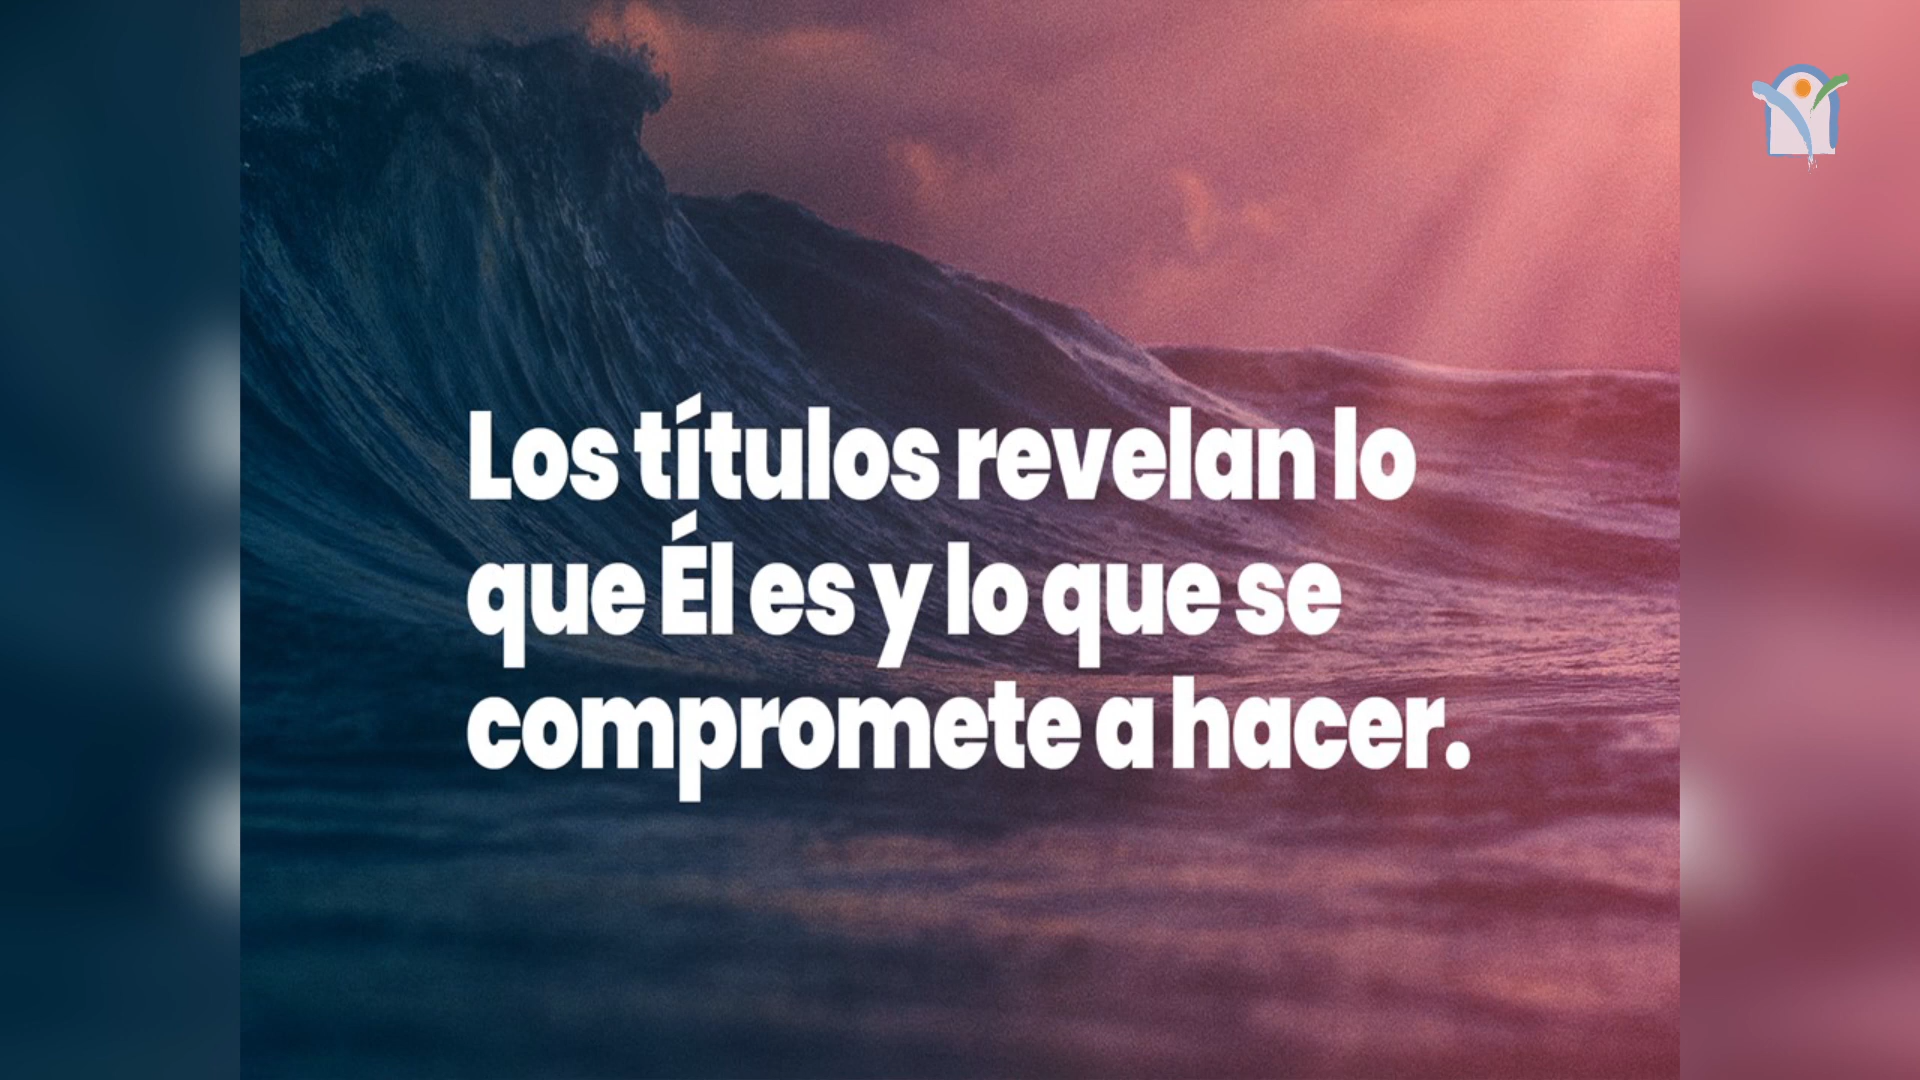 Los títulos revelan lo
que Él es y lo que se
compromete a hacer.